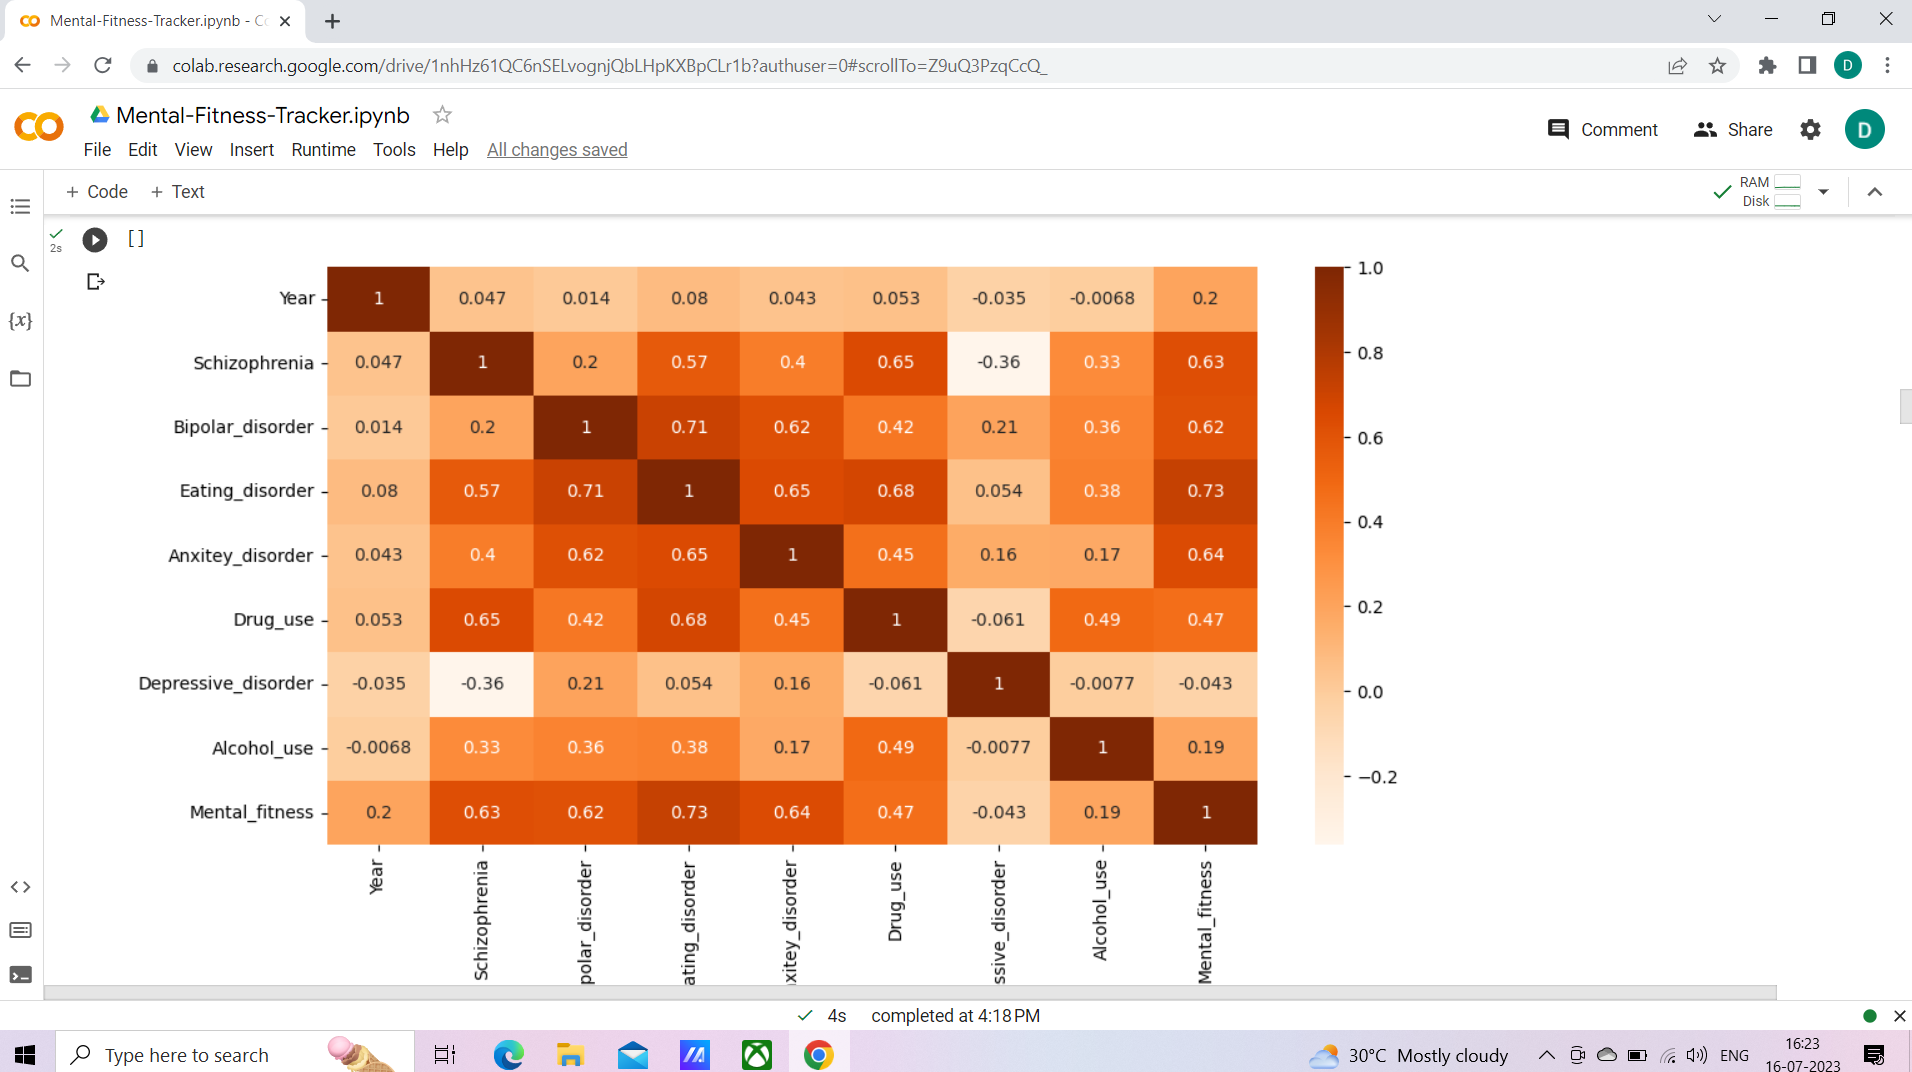 Mental-Fitness-Tracker.ipynb - Co
colab.research.google.com/drive/1nhHz61QC6nSELvognjQbLHpKXBpCLr1b?authuser=0#scrollTo=Z9uQ3PzqCcQ_
D
Mental-Fitness-Tracker.ipynb
Comment
Share
D
File Edit View Insert Runtime Tools Help All changes saved
+ Code + Text
RAM
Disk
2s
[]
{x}
Year 1 0.047 0.014 0.08 0.043 0.053 -0.035 -0.0068 0.2
Schizophrenia 0.047 1 0.2 0.57 0.4 0.65 -0.36 0.33 0.63
Bipolar_disorder 0.014 0.2 1 0.71 0.62 0.42 0.21 0.36 0.62
Eating_disorder 0.08 0.57 0.71 1 0.65 0.68 0.054 0.38 0.73
Anxitey_disorder 0.043 0.4 0.62 0.65 1 0.45 0.16 0.17 0.64
Drug_use 0.053 0.65 0.42 0.68 0.45 1 -0.061 0.49 0.47
Depressive_disorder -0.035 -0.36 0.21 0.054 0.16 -0.061 1 -0.0077 -0.043
Alcohol_use -0.0068 0.33 0.36 0.38 0.17 0.49 -0.0077 1 0.19
Mental_fitness 0.2 0.63 0.62 0.73 0.64 0.47 -0.043 0.19 1
1.0
0.8
0.6
0.4
0.2
0.0
−0.2
Year
Schizophrenia
polar_disorder
ating_disorder
xitey_disorder
Drug_use
ssive_disorder
Alcohol_use
Mental_fitness
4s completed at 4:18 PM
Type here to search
30°C Mostly cloudy
ENG
16:23
16-07-2023